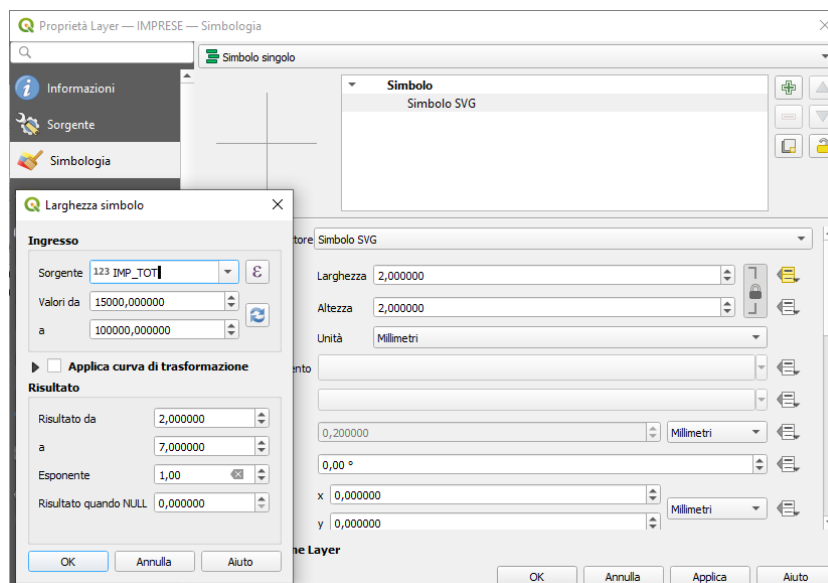 Proprietà Layer — IMPRESE — Simbologia
Simbolo singolo
Informazioni
Sorgente
Simbologia
Simbolo
Simbolo SVG
Larghezza simbolo
Ingresso
Sorgente 123 IMP_TOT ε
Valori da 15000,000000
a 100000,000000
Applica curva di trasformazione
Risultato
Risultato da 2,000000
a 7,000000
Esponente 1,00
Risultato quando NULL 0,000000
OK Annulla Aiuto
tore Simbolo SVG
Larghezza 2,000000
Altezza 2,000000
Unità Millimetri
ento
0,200000 Millimetri
0,00 °
x 0,000000
Millimetri
y 0,000000
ne Layer
OK Annulla Applica Aiuto